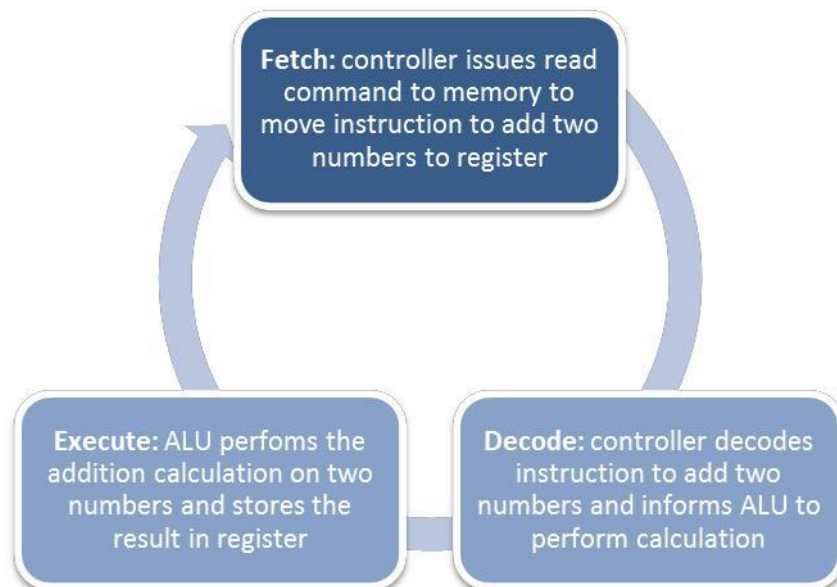 Fetch: controller issues read
command to memory to
move instruction to add two
numbers to register
Execute: ALU perfoms the
addition calculation on two
numbers and stores the
result in register
Decode: controller decodes
instruction to add two
numbers and informs ALU to
perform calculation